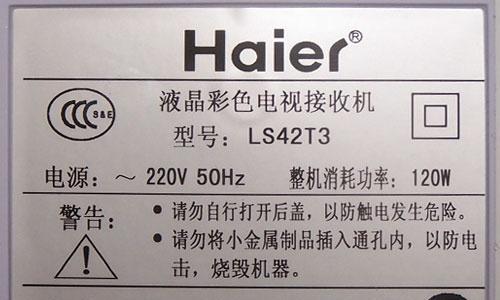 Haier®
CCC S&E
液晶彩色电视接收机
型号：LS42T3
电源：～ 220V 50Hz 整机消耗功率：120W
警告：
• 请勿自行打开后盖，以防触电发生危险。
• 请勿将小金属制品插入通孔内，以防电
击，烧毁机器。